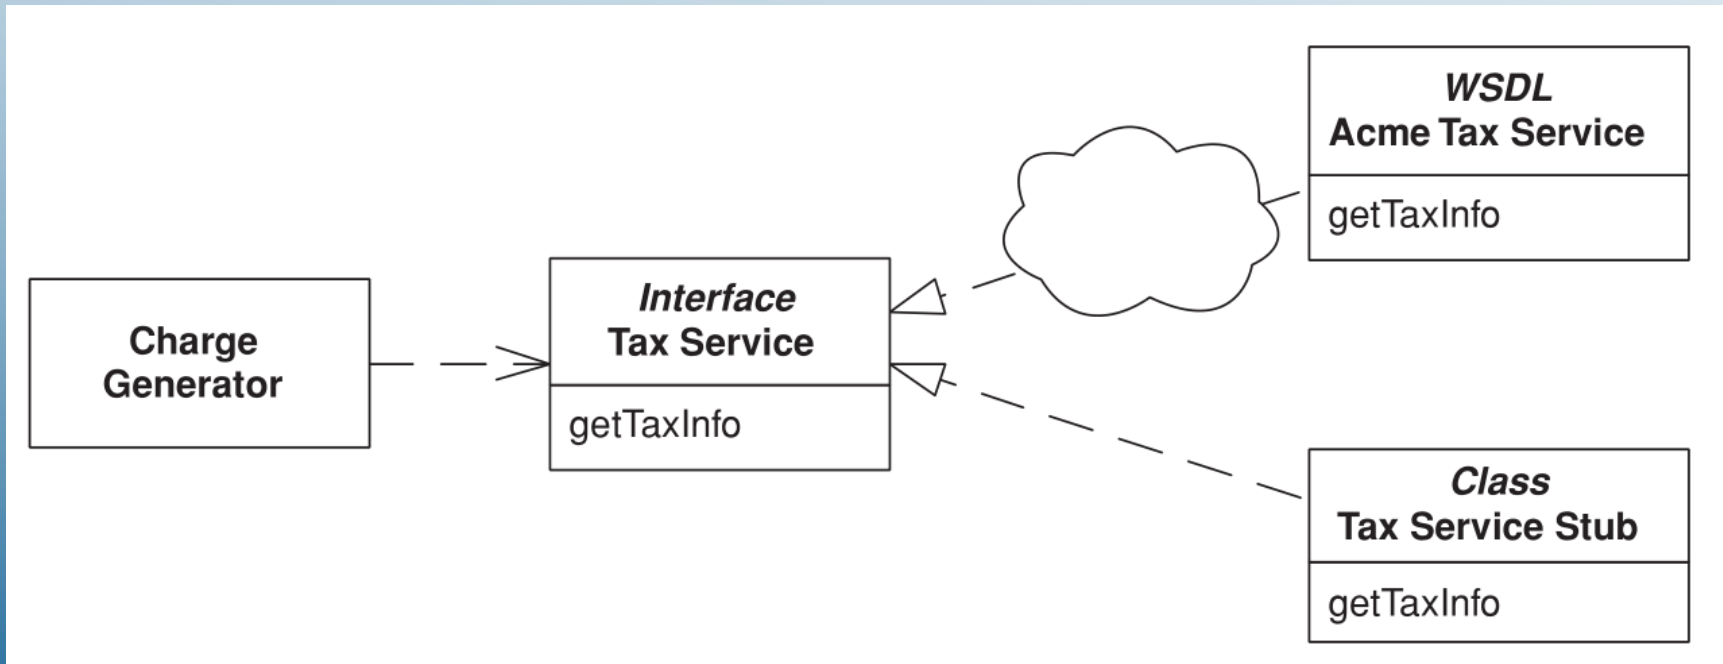 Charge
Generator
Interface
Tax Service
getTaxInfo
WSDL
Acme Tax Service
getTaxInfo
Class
Tax Service Stub
getTaxInfo